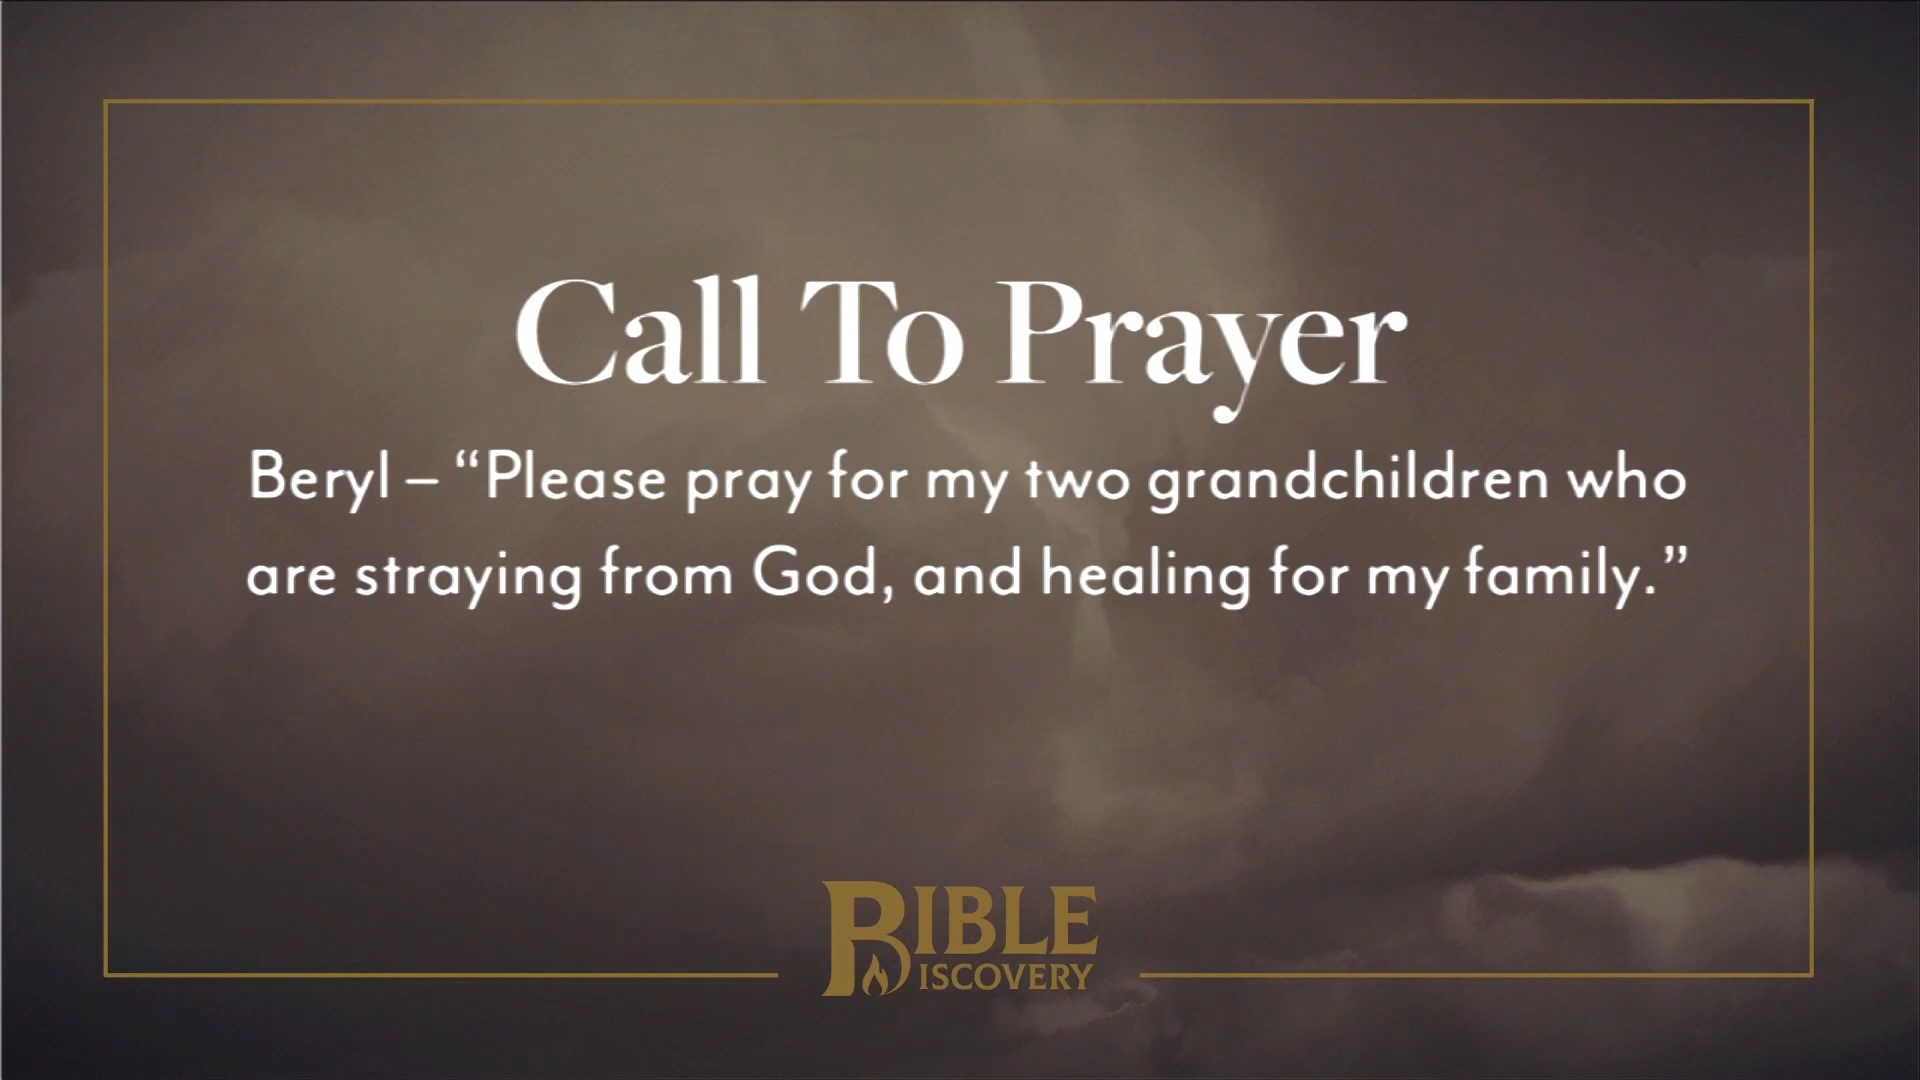 Call To Prayer
Beryl – “Please pray for my two grandchildren who
are straying from God, and healing for my family.”
BIBLE
DISCOVERY